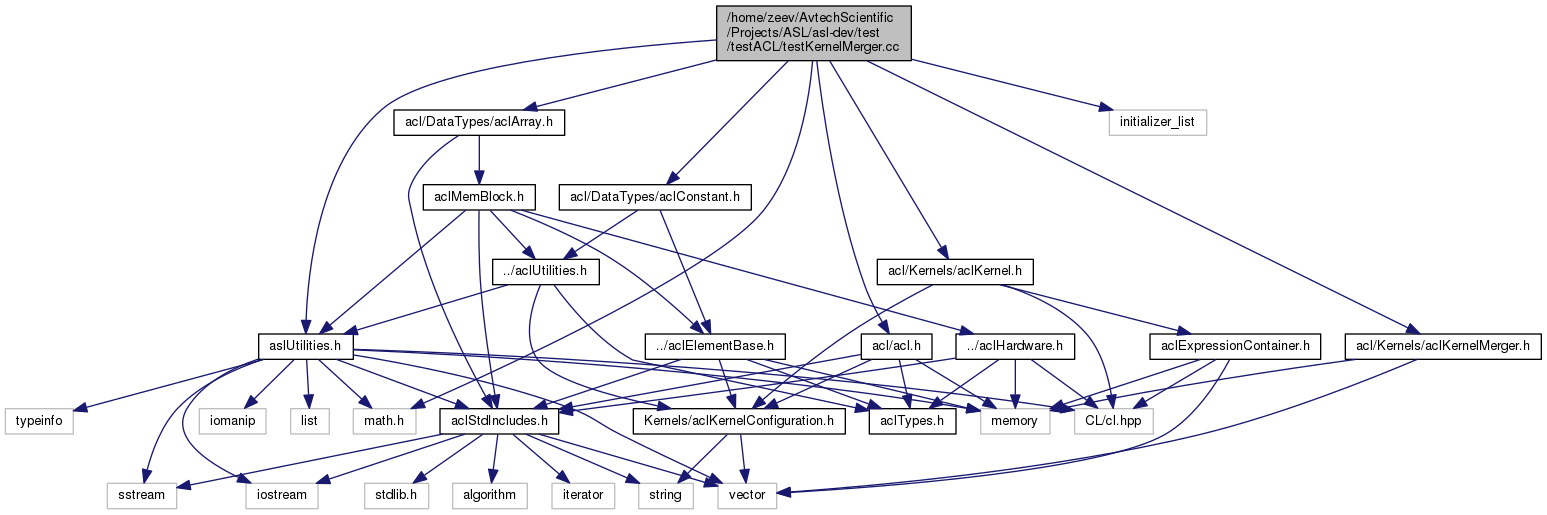 /home/zeev/AvtechScientific
/Projects/ASL/asl-dev/test
/testACL/testKernelMerger.cc
acl/DataTypes/aclArray.h
initializer_list
aclMemBlock.h
acl/DataTypes/aclConstant.h
../aclUtilities.h
acl/Kernels/aclKernel.h
aslUtilities.h
../aclElementBase.h
acl/acl.h
../aclHardware.h
aclExpressionContainer.h
acl/Kernels/aclKernelMerger.h
typeinfo
iomanip
list
math.h
aclStdIncludes.h
Kernels/aclKernelConfiguration.h
aclTypes.h
memory
CL/cl.hpp
sstream
iostream
stdlib.h
algorithm
iterator
string
vector